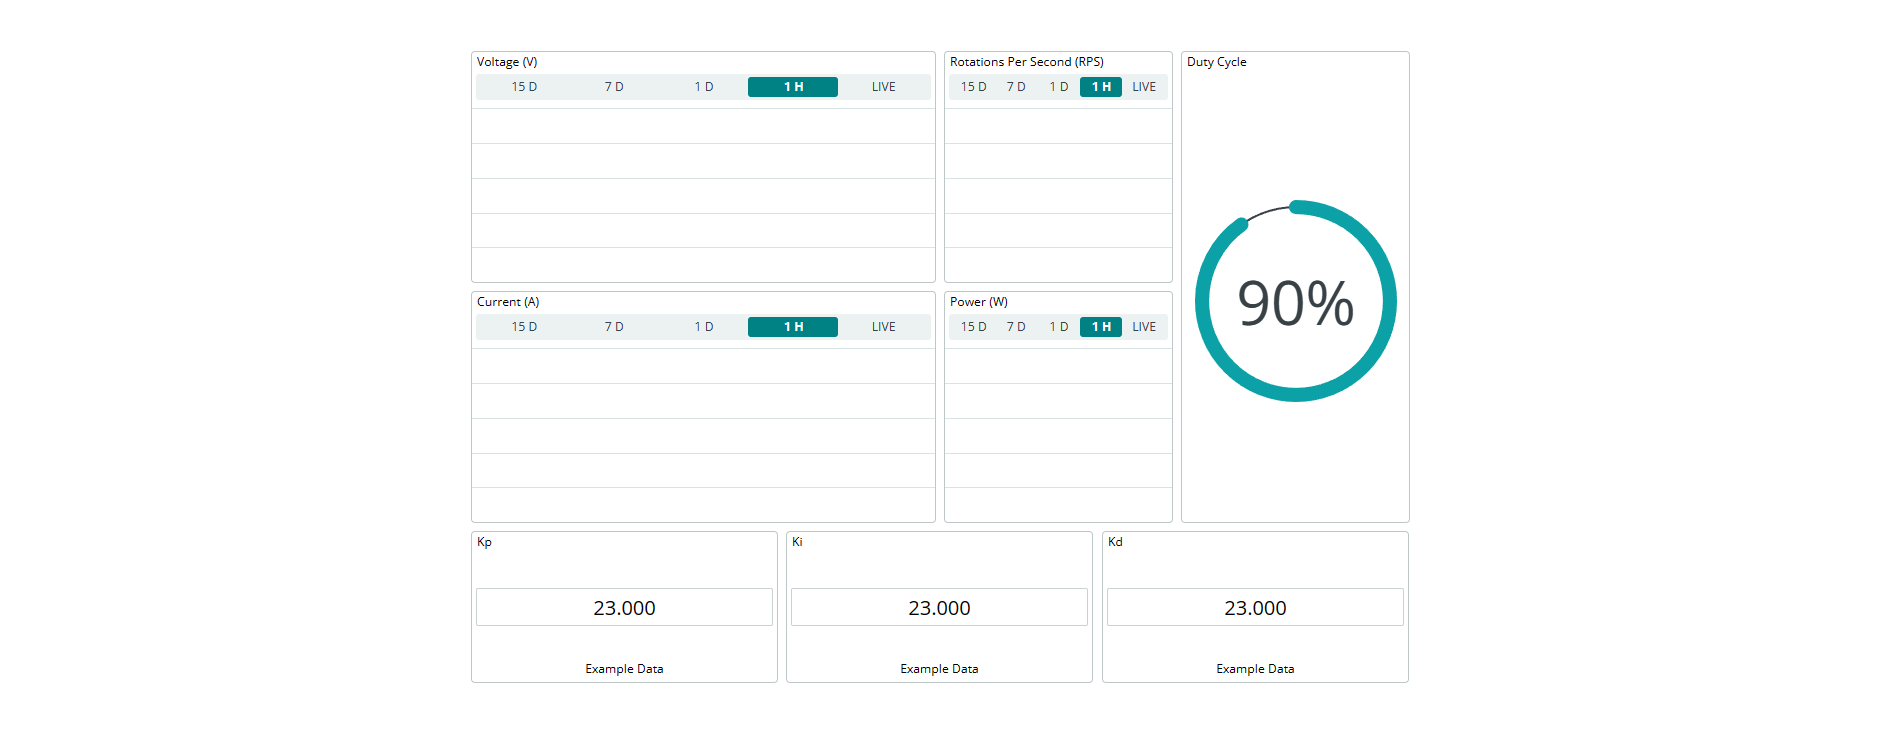 Voltage (V)
15 D 7 D 1 D 1 H LIVE
Rotations Per Second (RPS)
15 D 7 D 1 D 1 H LIVE
Duty Cycle
90%
Current (A)
15 D 7 D 1 D 1 H LIVE
Power (W)
15 D 7 D 1 D 1 H LIVE
Kp
23.000
Example Data
Ki
23.000
Example Data
Kd
23.000
Example Data